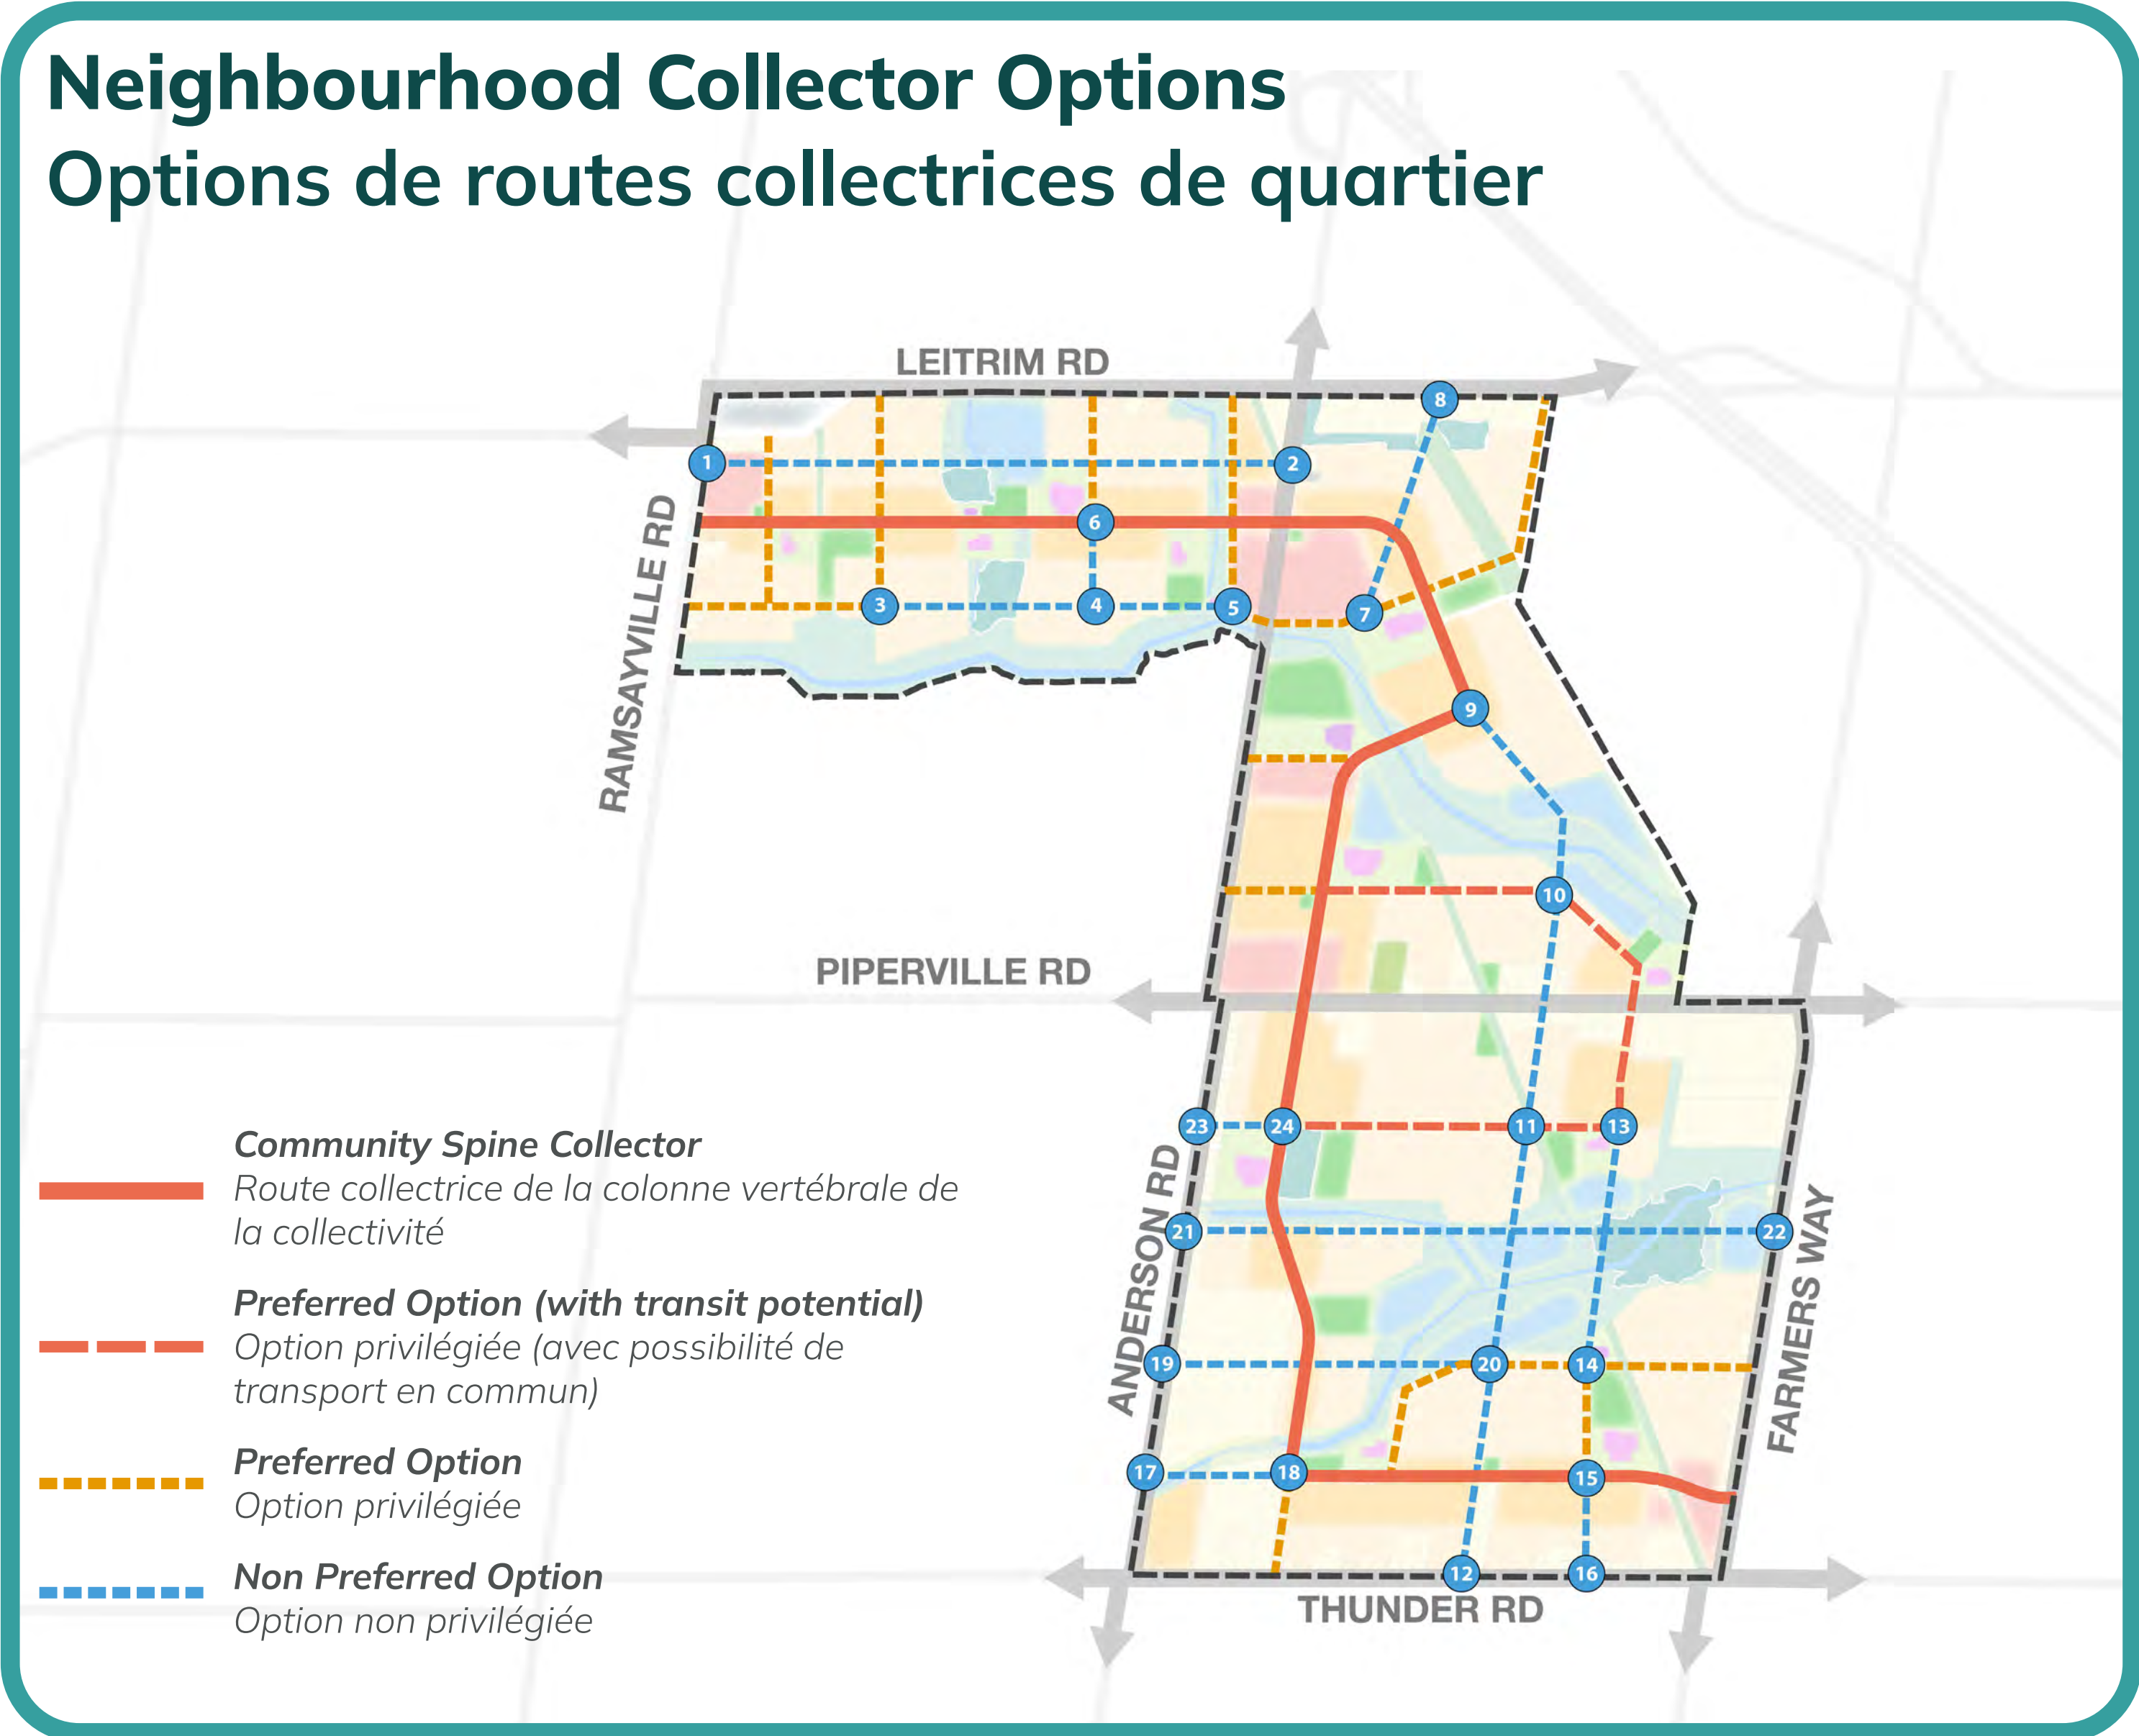 Neighbourhood Collector Options
Options de routes collectrices de quartier
LEITRIM RD
8
1
2
RAMSAYVILLE RD
6
3
4
5
7
9
10
PIPERVILLE RD
23
24
11
13
ANDERSON RD
21
22
FARMERS WAY
19
20
14
17
18
15
12
16
THUNDER RD
Community Spine Collector
Route collectrice de la colonne vertébrale de
la collectivité
Preferred Option (with transit potential)
Option privilégiée (avec possibilité de
transport en commun)
Preferred Option
Option privilégiée
Non Preferred Option
Option non privilégiée